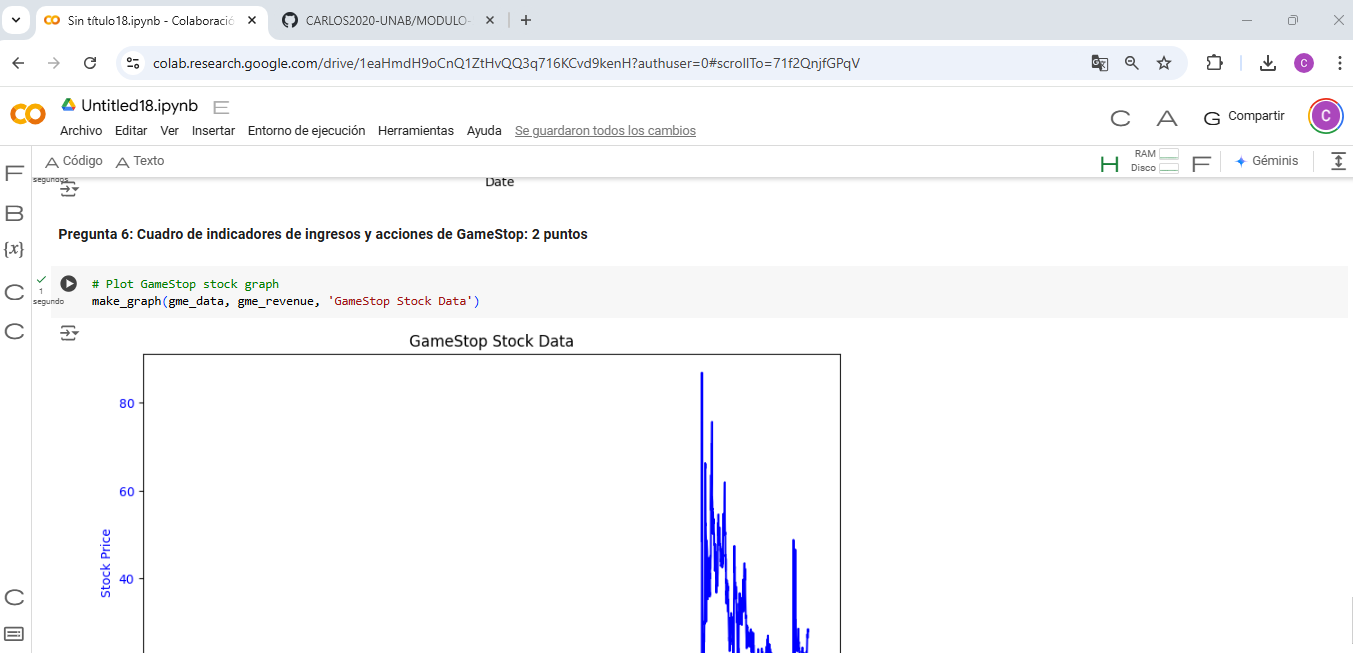 Sin título18.ipynb - Colaboració
CARLOS2020-UNAB/MODULO-
colab.research.google.com/drive/1eaHmdH9oCnQ1ZtHvQQ3q716KCvd9kenH?authuser=0#scrollTo=71f2QnjfGPqV
C
Untitled18.ipynb
E
Archivo Editar Ver Insertar Entorno de ejecución Herramientas Ayuda Se guardaron todos los cambios
C A G Compartir C
A Código A Texto
H RAM Disco F Géminis
F
B
{x}
C
C
C
segundos
Date
Pregunta 6: Cuadro de indicadores de ingresos y acciones de GameStop: 2 puntos
1
segundo
# Plot GameStop stock graph
make_graph(gme_data, gme_revenue, 'GameStop Stock Data')
GameStop Stock Data
80
60
40
Stock Price